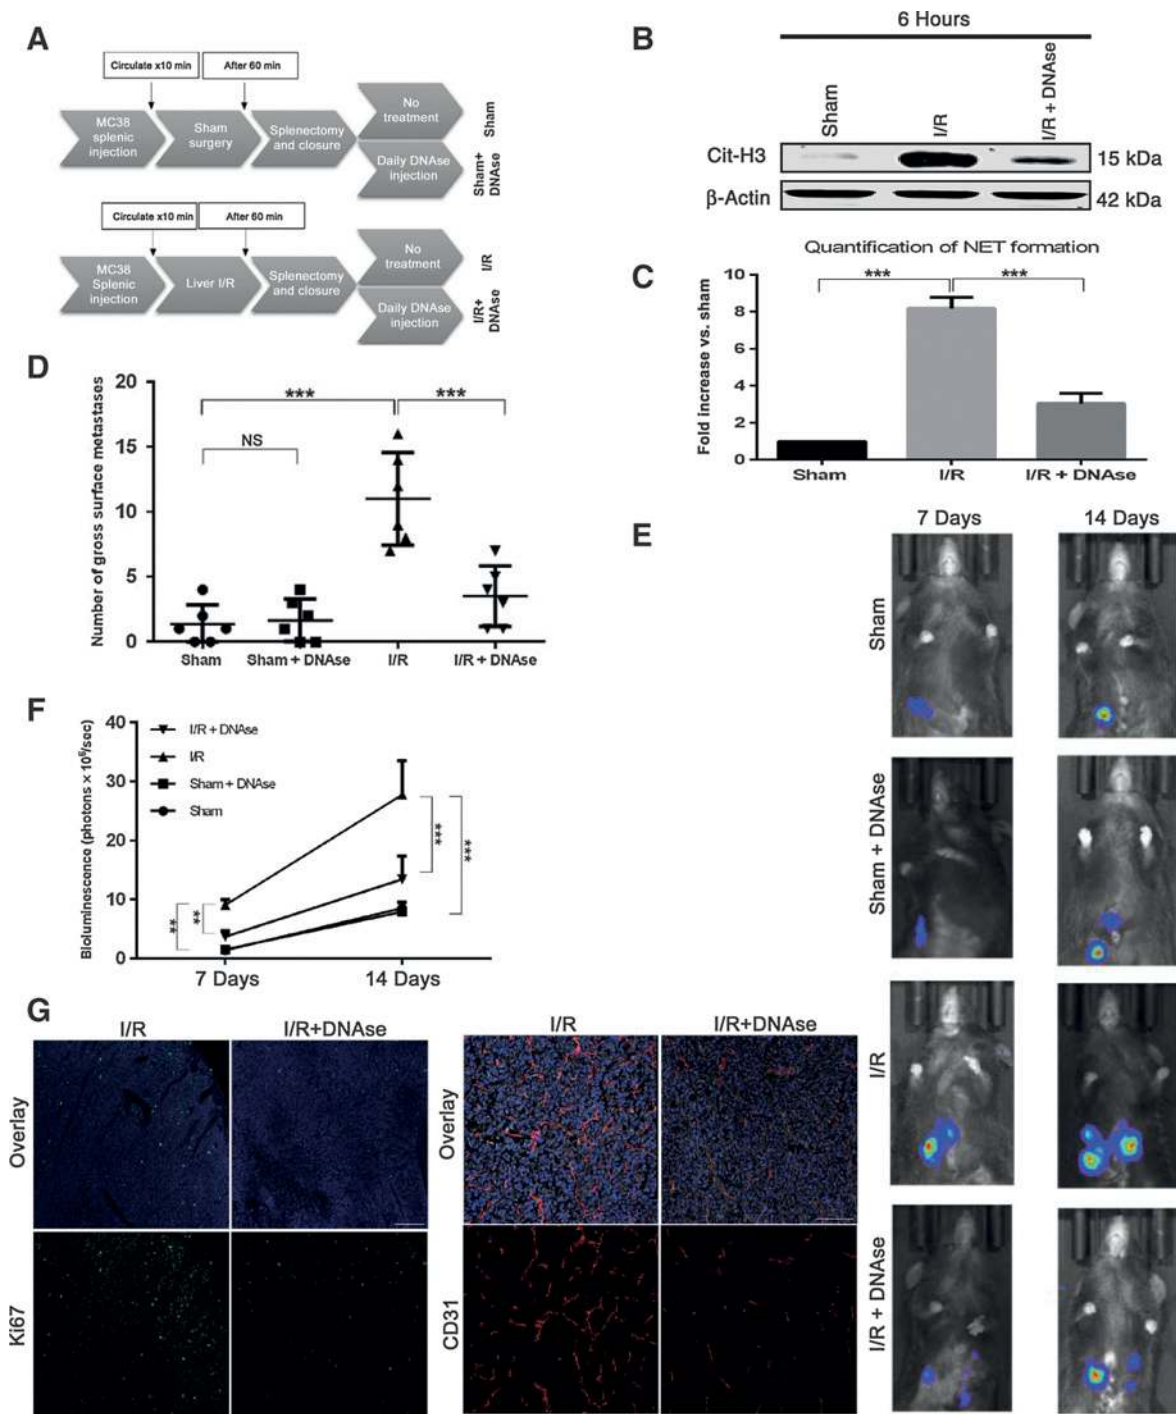 A
Circulate x10 min
After 60 min
MC38
splenic
injection
Sham
surgery
Splenectomy
and closure
No
treatment
Daily DNAse
injection
Sham
Sham+
DNAse
Circulate x10 min
After 60 min
MC38
Splenic
injection
Liver I/R
Splenectomy
and closure
No
treatment
Daily DNAse
injection
I/R
I/R+
DNAse
B
6 Hours
Sham
I/R
I/R + DNAse
Cit-H3
15 kDa
β-Actin
42 kDa
C
Quantification of NET formation
Fold increase vs. sham
10
8
6
4
2
0
***
***
Sham
I/R
I/R + DNAse
D
Number of gross surface metastases
20
15
10
5
0
***
***
NS
Sham
Sham + DNAse
I/R
I/R + DNAse
E
7 Days
14 Days
Sham
Sham + DNAse
I/R
I/R + DNAse
F
Bioluminescence (photons × 10⁶/sec)
40
30
20
10
0
I/R + DNAse
I/R
Sham + DNAse
Sham
**
**
***
***
7 Days
14 Days
G
I/R
I/R+DNAse
Overlay
Ki67
I/R
I/R+DNAse
Overlay
CD31